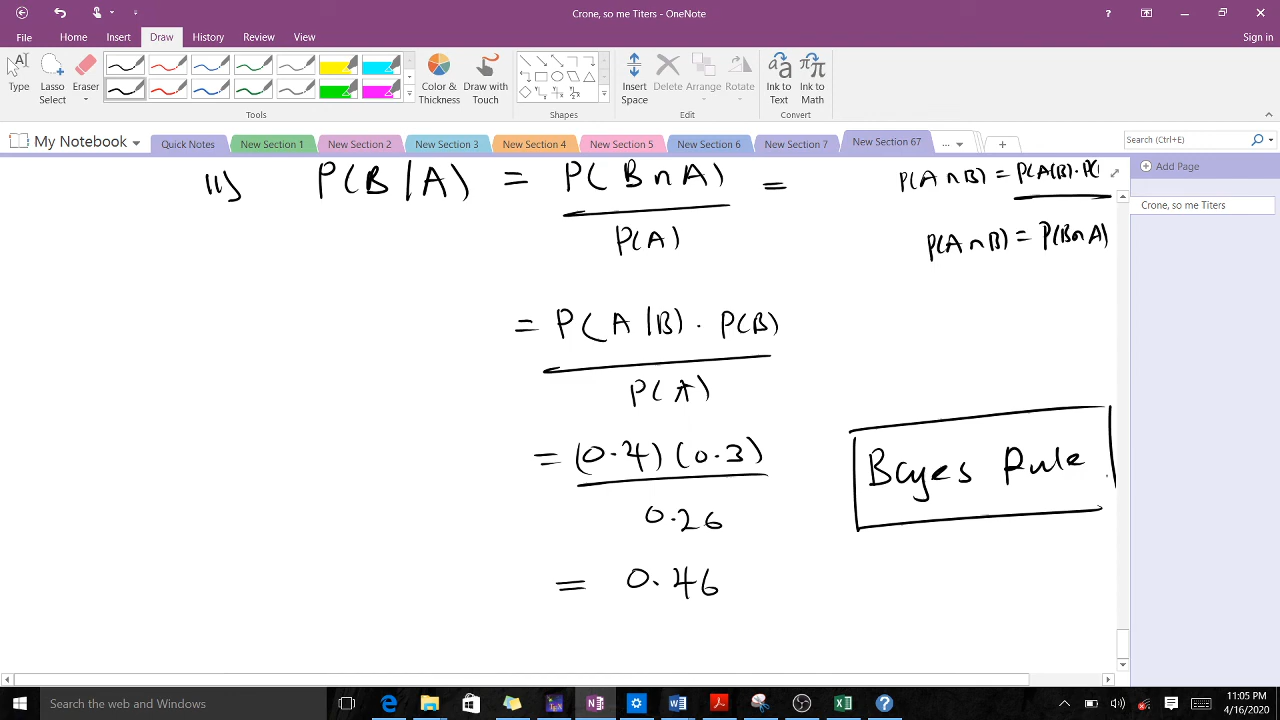 Crone, so me Titers - OneNote
File Home Insert Draw History Review View Sign in
Type Lasso Select Eraser Color & Thickness Draw with Touch Insert Space Delete Arrange Rotate Ink to Text Ink to Math
Tools Shapes Edit Convert
My Notebook Quick Notes New Section 1 New Section 2 New Section 3 New Section 4 New Section 5 New Section 6 New Section 7 New Section 67 ... + Search (Ctrl+E)
Add Page
Crone, so me Titers
ii) P(B|A) = P(B∩A) =
P(A)
P(A∩B) = P(A|B)·P(
P(A∩B) = P(B∩A)
= P(A|B) · P(B)
P(A)
= (0.4)(0.3)
0.26
= 0.46
Bayes Rule
Search the web and Windows
11:05 PM
4/16/2020